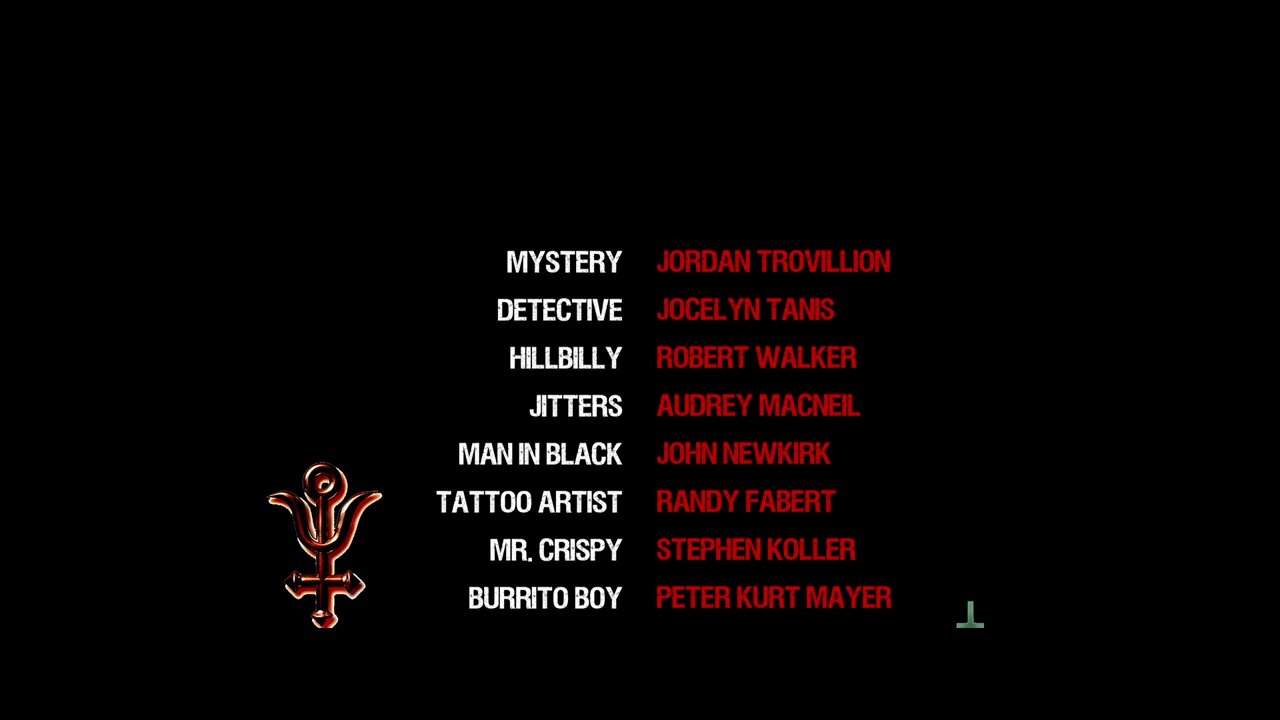 MYSTERY JORDAN TROVILLION
DETECTIVE JOCELYN TANIS
HILLBILLY ROBERT WALKER
JITTERS AUDREY MACNEIL
MAN IN BLACK JOHN NEWKIRK
TATTOO ARTIST RANDY FABERT
MR. CRISPY STEPHEN KOLLER
BURRITO BOY PETER KURT MAYER